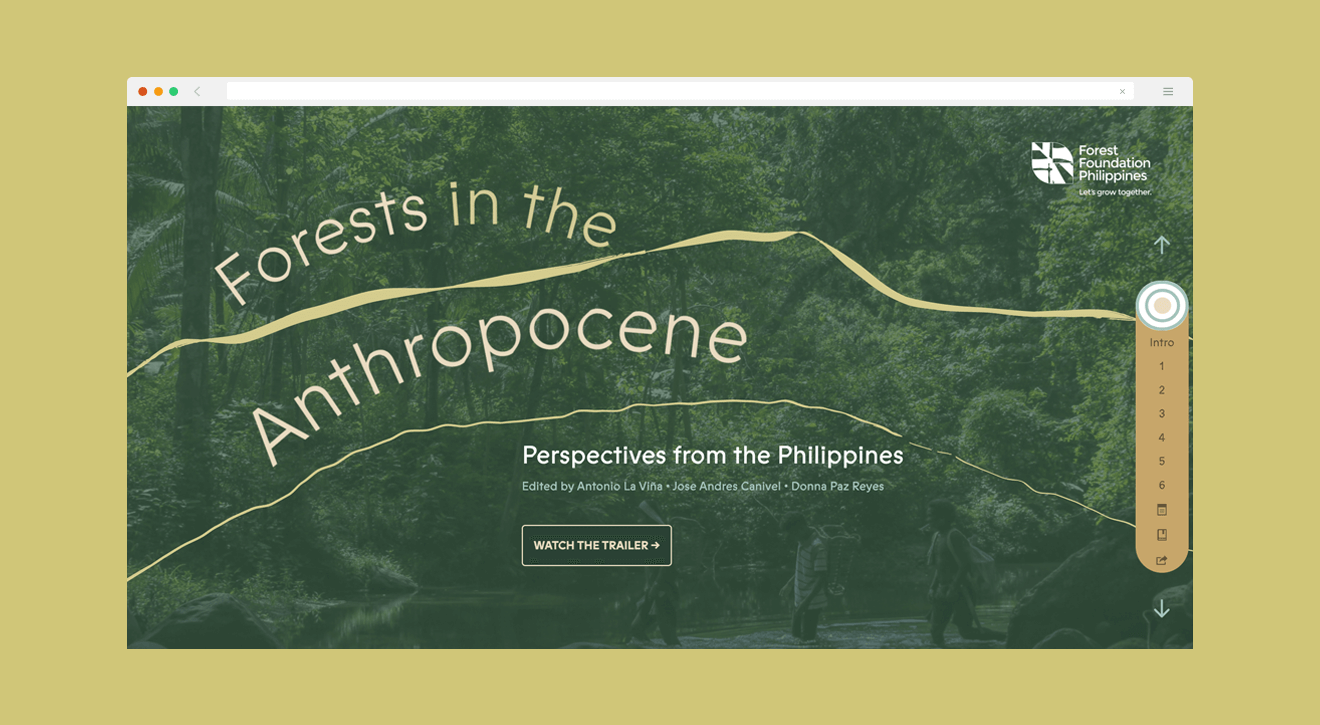 Forest
Foundation
Philippines
Let's grow together.
Forests in the
Anthropocene
Perspectives from the Philippines
Edited by Antonio La Viña • Jose Andres Canivel • Donna Paz Reyes
WATCH THE TRAILER →
Intro
1
2
3
4
5
6